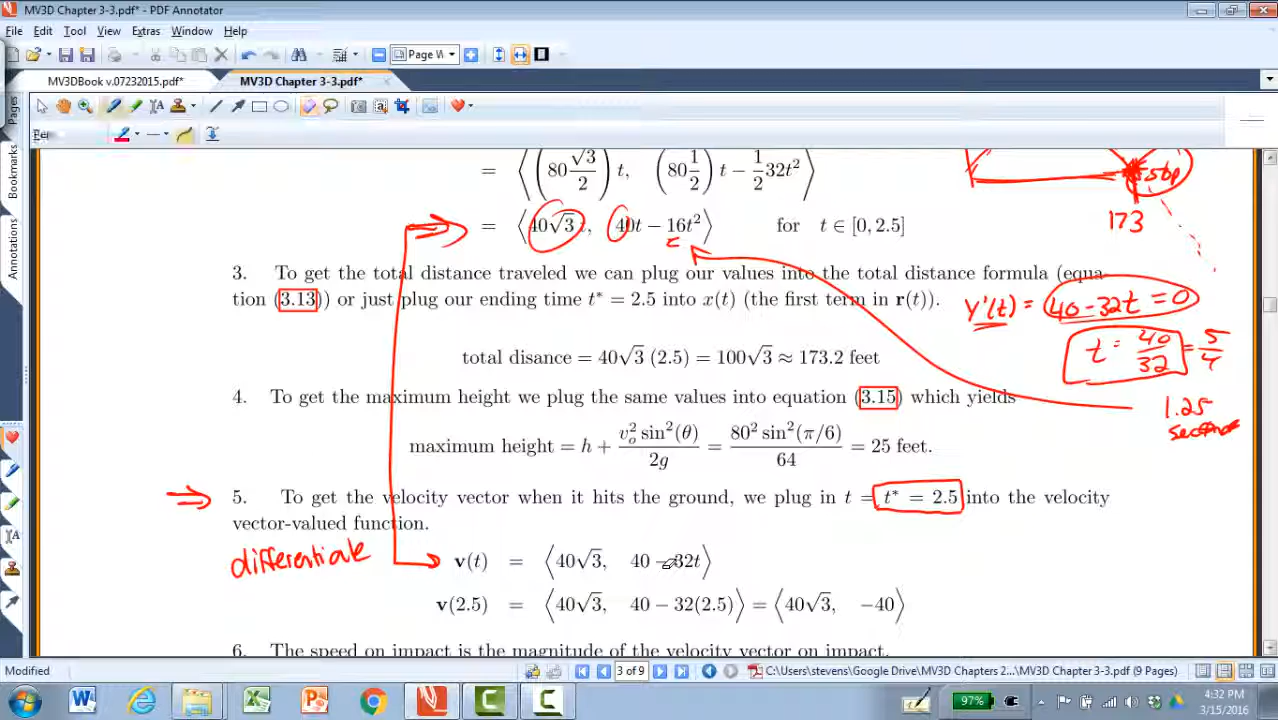 MV3D Chapter 3-3.pdf* - PDF Annotator
File Edit Tool View Extras Window Help
Page W
MV3DBook v.07232015.pdf* MV3D Chapter 3-3.pdf*
Pages
Bookmarks
Annotations
= ⟨ (80 √3/2) t, (80 1/2) t − 1/2 32t² ⟩
stop
173
= ⟨ 40√3 t, 40t − 16t² ⟩ for t ∈ [0, 2.5]
3. To get the total distance traveled we can plug our values into the total distance formula (equa-
tion (3.13)) or just plug our ending time t* = 2.5 into x(t) (the first term in r(t)).
y'(t) = 40 - 32t = 0
t = 40/32 = 5/4
total disance = 40√3 (2.5) = 100√3 ≈ 173.2 feet
4. To get the maximum height we plug the same values into equation (3.15) which yields
1.25
maximum height = h + v_o² sin²(θ)/2g = 80² sin²(π/6)/64 = 25 feet.
⇒ 5. To get the velocity vector when it hits the ground, we plug in t = t* = 2.5 into the velocity
vector-valued function.
differentiate
v(t) = ⟨ 40√3, 40 − 32t ⟩
v(2.5) = ⟨ 40√3, 40 − 32(2.5) ⟩ = ⟨ 40√3, −40 ⟩
6. The speed on impact is the magnitude of the velocity vector on impact.
Modified 3 of 9 C:\Users\stevens\Google Drive\MV3D Chapters 2...\MV3D Chapter 3-3.pdf (9 Pages)
97% 4:32 PM
3/15/2016